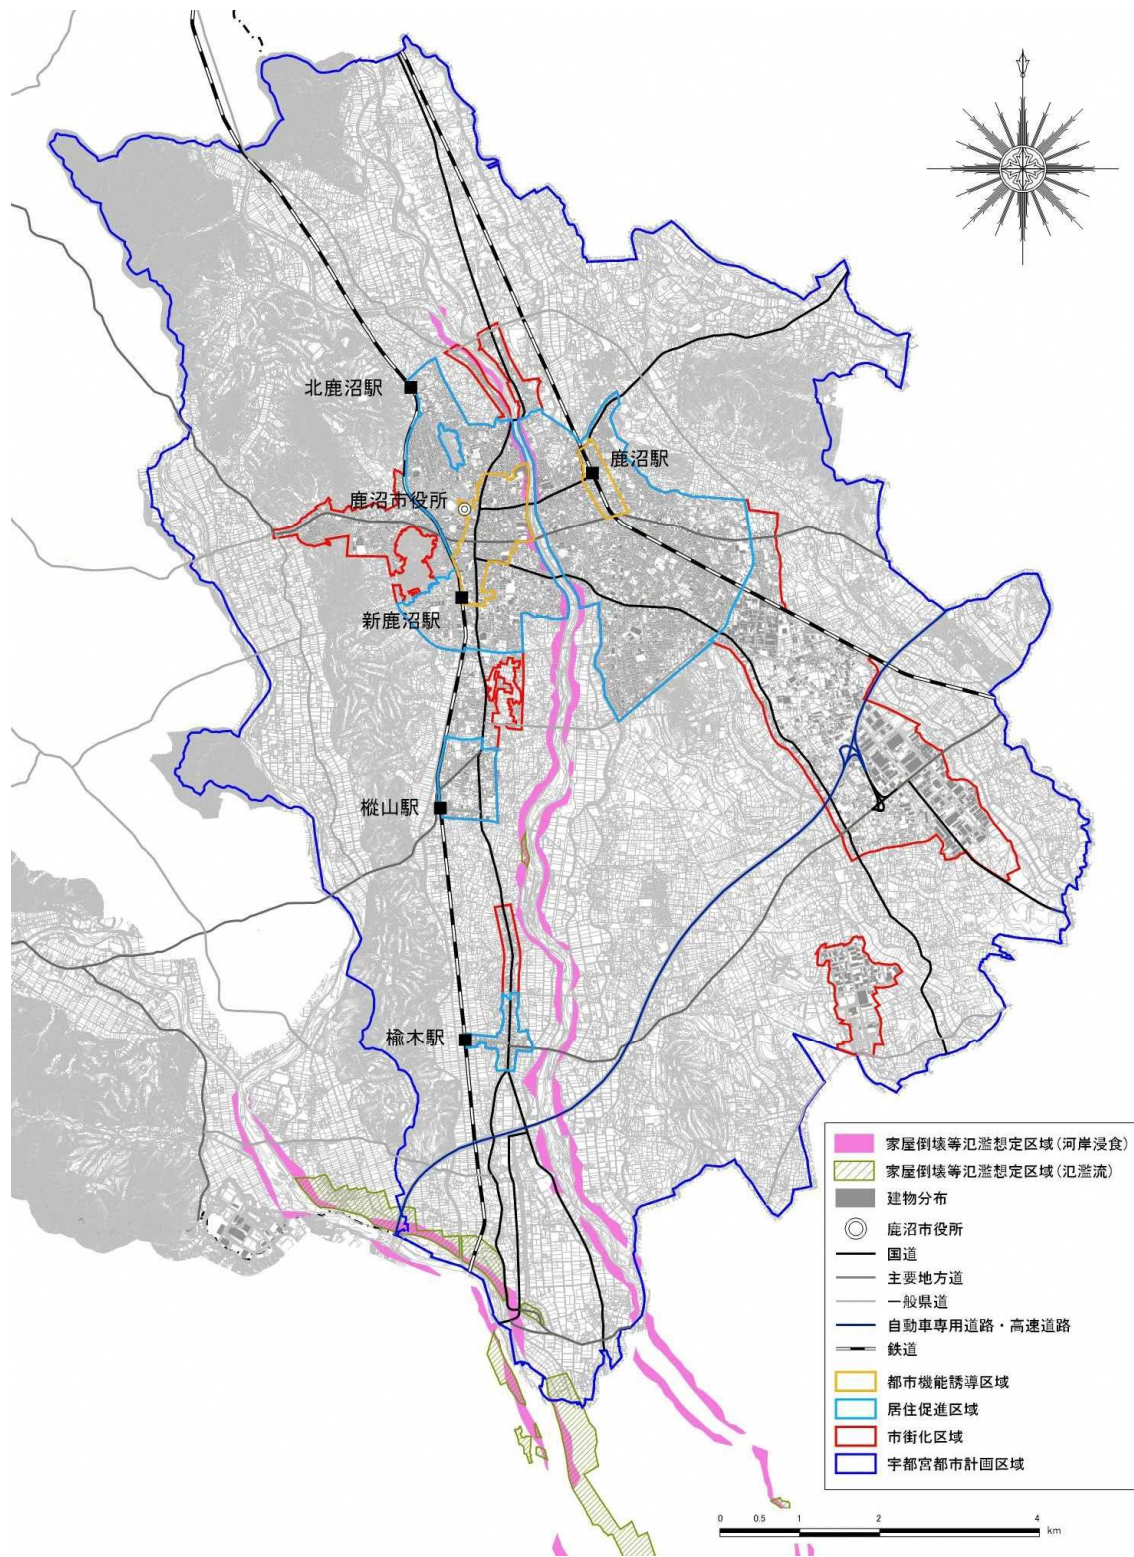 北鹿沼駅
鹿沼駅
鹿沼市役所
新鹿沼駅
樅山駅
楡木駅
家屋倒壊等氾濫想定区域(河岸浸食)
家屋倒壊等氾濫想定区域(氾濫流)
建物分布
鹿沼市役所
国道
主要地方道
一般県道
自動車専用道路・高速道路
鉄道
都市機能誘導区域
居住促進区域
市街化区域
宇都宮都市計画区域
0 0.5 1 2 4
km